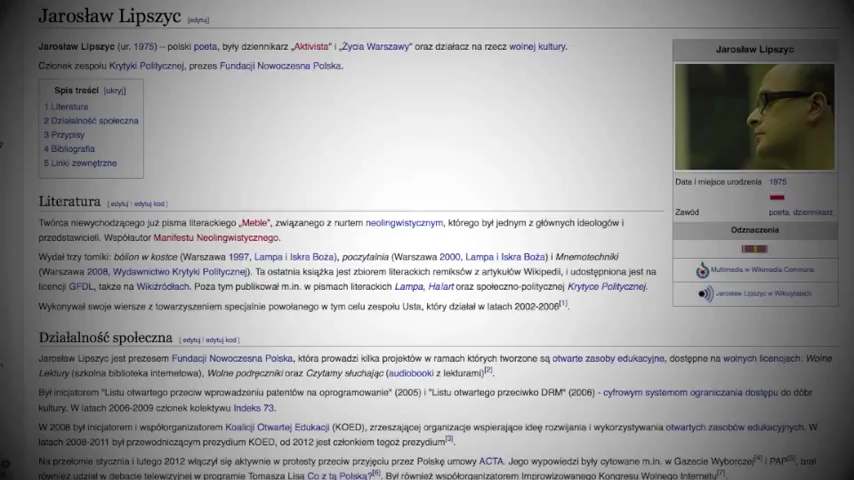 Jarosław Lipszyc [edytuj]
Jarosław Lipszyc (ur. 1975) – polski poeta, były dziennikarz „Aktivista" i „Życia Warszawy" oraz działacz na rzecz wolnej kultury.
Członek zespołu Krytyki Politycznej, prezes Fundacji Nowoczesna Polska.
Spis treści [ukryj]
1 Literatura
2 Działalność społeczna
3 Przypisy
4 Bibliografia
5 Linki zewnętrzne
Jarosław Lipszyc
Data i miejsce urodzenia 1975
Zawód poeta, dziennikarz
Odznaczenia
Multimedia w Wikimedia Commons
Jarosław Lipszyc w Wikicytatach
Literatura [ edytuj | edytuj kod ]
Twórca niewychodzącego już pisma literackiego „Meble", związanego z nurtem neolingwistycznym, którego był jednym z głównych ideologów i
przedstawicieli. Współautor Manifestu Neolingwistycznego.
Wydał trzy tomiki: bólion w kostce (Warszawa 1997, Lampa i Iskra Boża), poczytalnia (Warszawa 2000, Lampa i Iskra Boża) i Mnemotechniki
(Warszawa 2008, Wydawnictwo Krytyki Politycznej). Ta ostatnia książka jest zbiorem literackich remiksów z artykułów Wikipedii, i udostępniona jest na
licencji GFDL, także na Wikiźródłach. Poza tym publikował m.in. w pismach literackich Lampa, Ha!art oraz społeczno-politycznej Krytyce Politycznej.
Wykonywał swoje wiersze z towarzyszeniem specjalnie powołanego w tym celu zespołu Usta, który działał w latach 2002-2006[1].
Działalność społeczna [ edytuj | edytuj kod ]
Jarosław Lipszyc jest prezesem Fundacji Nowoczesna Polska, która prowadzi kilka projektów w ramach których tworzone są otwarte zasoby edukacyjne, dostępne na wolnych licencjach: Wolne
Lektury (szkolna biblioteka internetowa), Wolne podręczniki oraz Czytamy słuchając (audiobooki z lekturami)[2].
Był inicjatorem "Listu otwartego przeciw wprowadzeniu patentów na oprogramowanie" (2005) i "Listu otwartego przeciwko DRM" (2006) - cyfrowym systemom ograniczania dostępu do dóbr
kultury. W latach 2006-2009 członek kolektywu Indeks 73.
W 2008 był inicjatorem i współorganizatorem Koalicji Otwartej Edukacji (KOED), zrzeszającej organizacje wspierające ideę rozwijania i wykorzystywania otwartych zasobów edukacyjnych. W
latach 2008-2011 był przewodniczącym prezydium KOED, od 2012 jest członkiem tegoż prezydium[3].
Na przełomie stycznia i lutego 2012 włączył się aktywnie w protesty przeciw przyjęciu przez Polskę umowy ACTA. Jego wypowiedzi były cytowane m.in. w Gazecie Wyborczej[4] i PAP[5], brał
również udział w debacie telewizyjnej w programie Tomasza Lisa Co z tą Polską?[6]. Był również współorganizatorem Improwizowanego Kongresu Wolnego Internetu[7].